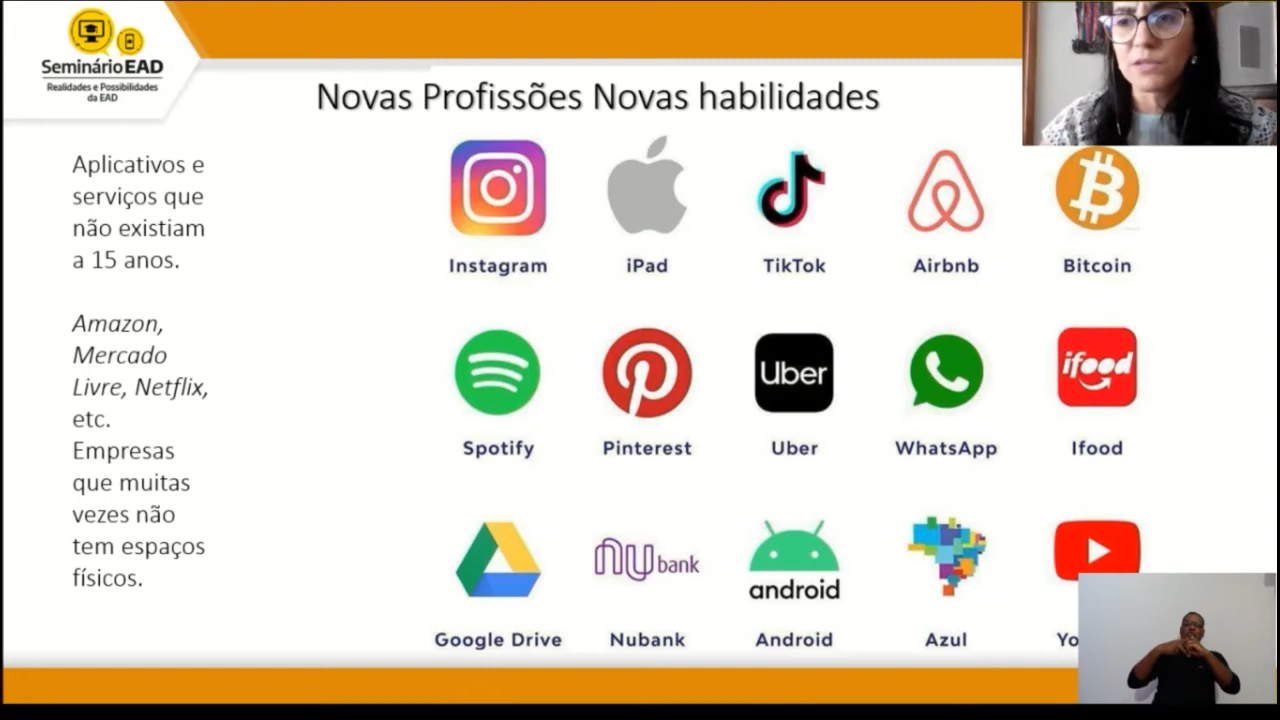 Seminário EAD
Realidades e Possibilidades
da EAD
Novas Profissões Novas habilidades
Aplicativos e
serviços que
não existiam
a 15 anos.
Amazon,
Mercado
Livre, Netflix,
etc.
Empresas
que muitas
vezes não
tem espaços
físicos.
Instagram
iPad
TikTok
Airbnb
Bitcoin
Uber
ifood
Spotify
Pinterest
Uber
WhatsApp
Ifood
nu bank
android
Google Drive
Nubank
Android
Azul
Yo